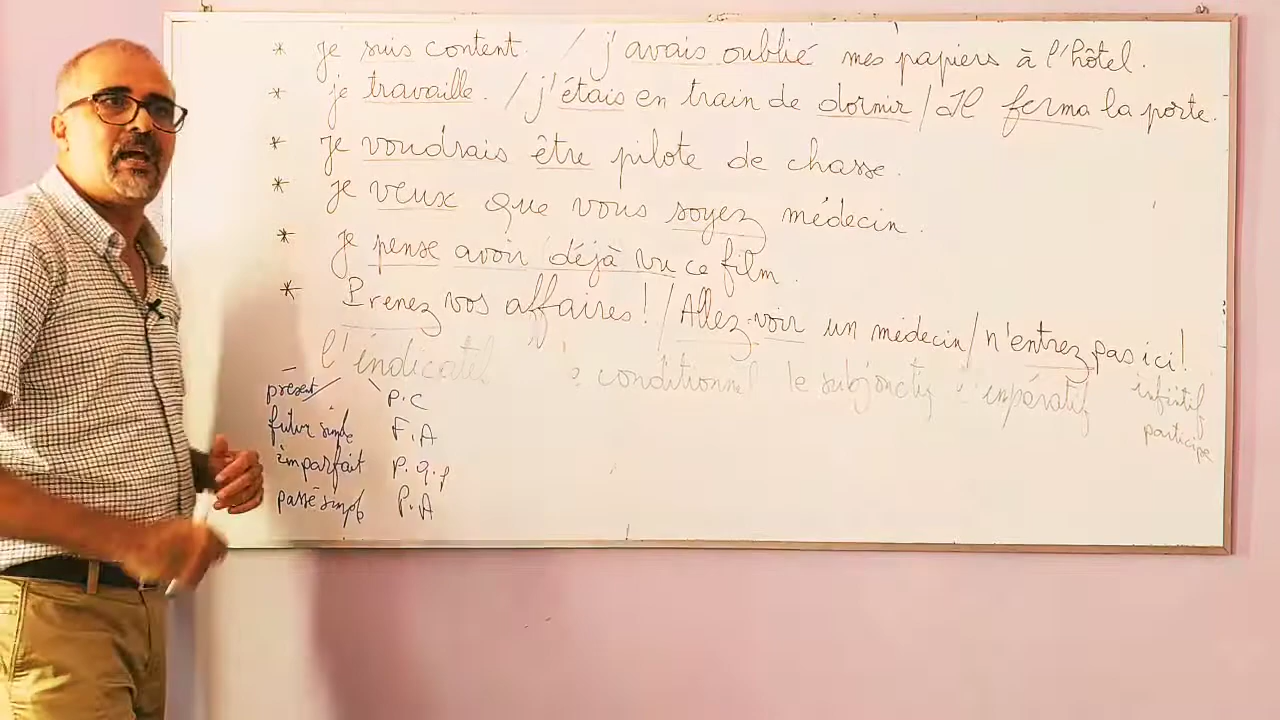 * je suis content. / j'avais oublié mes papiers à l'hôtel.
* je travaille. / j'étais en train de dormir / Il ferma la porte.
* je voudrais être pilote de chasse.
* je veux que vous soyez médecin.
* je pense avoir déjà vu ce film.
* Prenez vos affaires ! / Allez-voir un médecin / n'entrez pas ici !
l'indicatif conditionnel le subjonctif l'impératif infinitif
participe
présent P.C
futur simple F.A
imparfait P.q.p
passé simple P.A